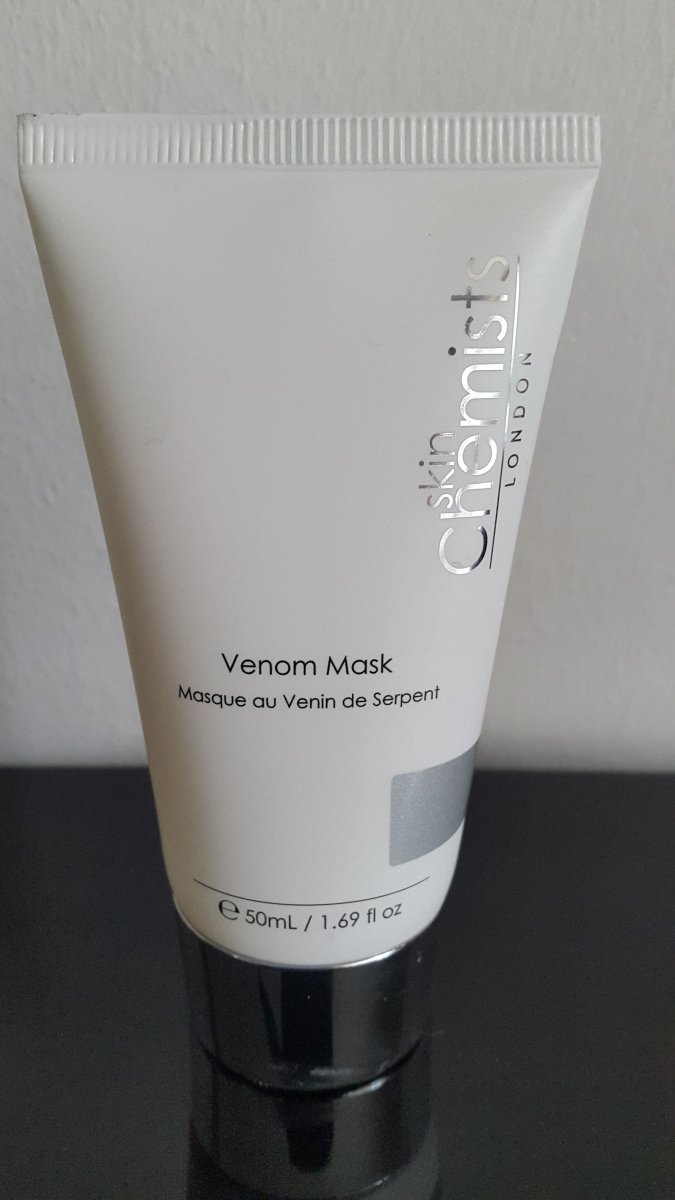 skin
Chemists
LONDON
Venom Mask
Masque au Venin de Serpent
℮ 50mL / 1.69 fl oz